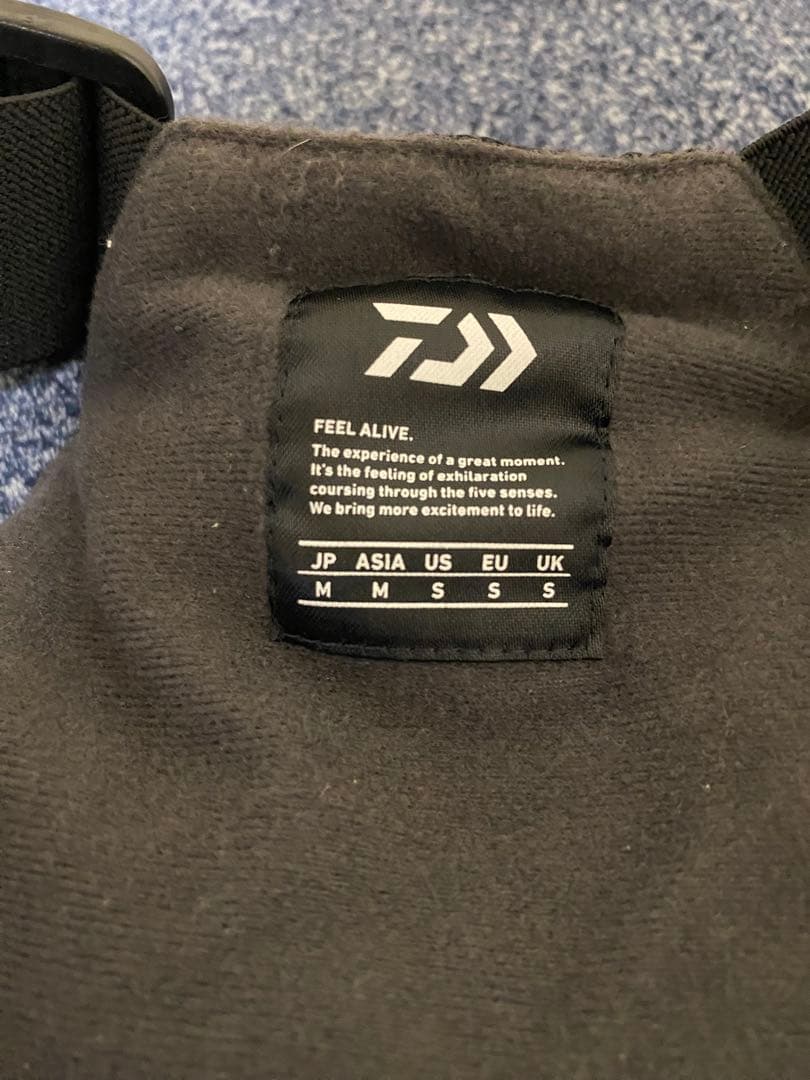 FEEL ALIVE.
The experience of a great moment.
It's the feeling of exhilaration
coursing through the five senses.
We bring more excitement to life.
JP ASIA US EU UK
M M S S S